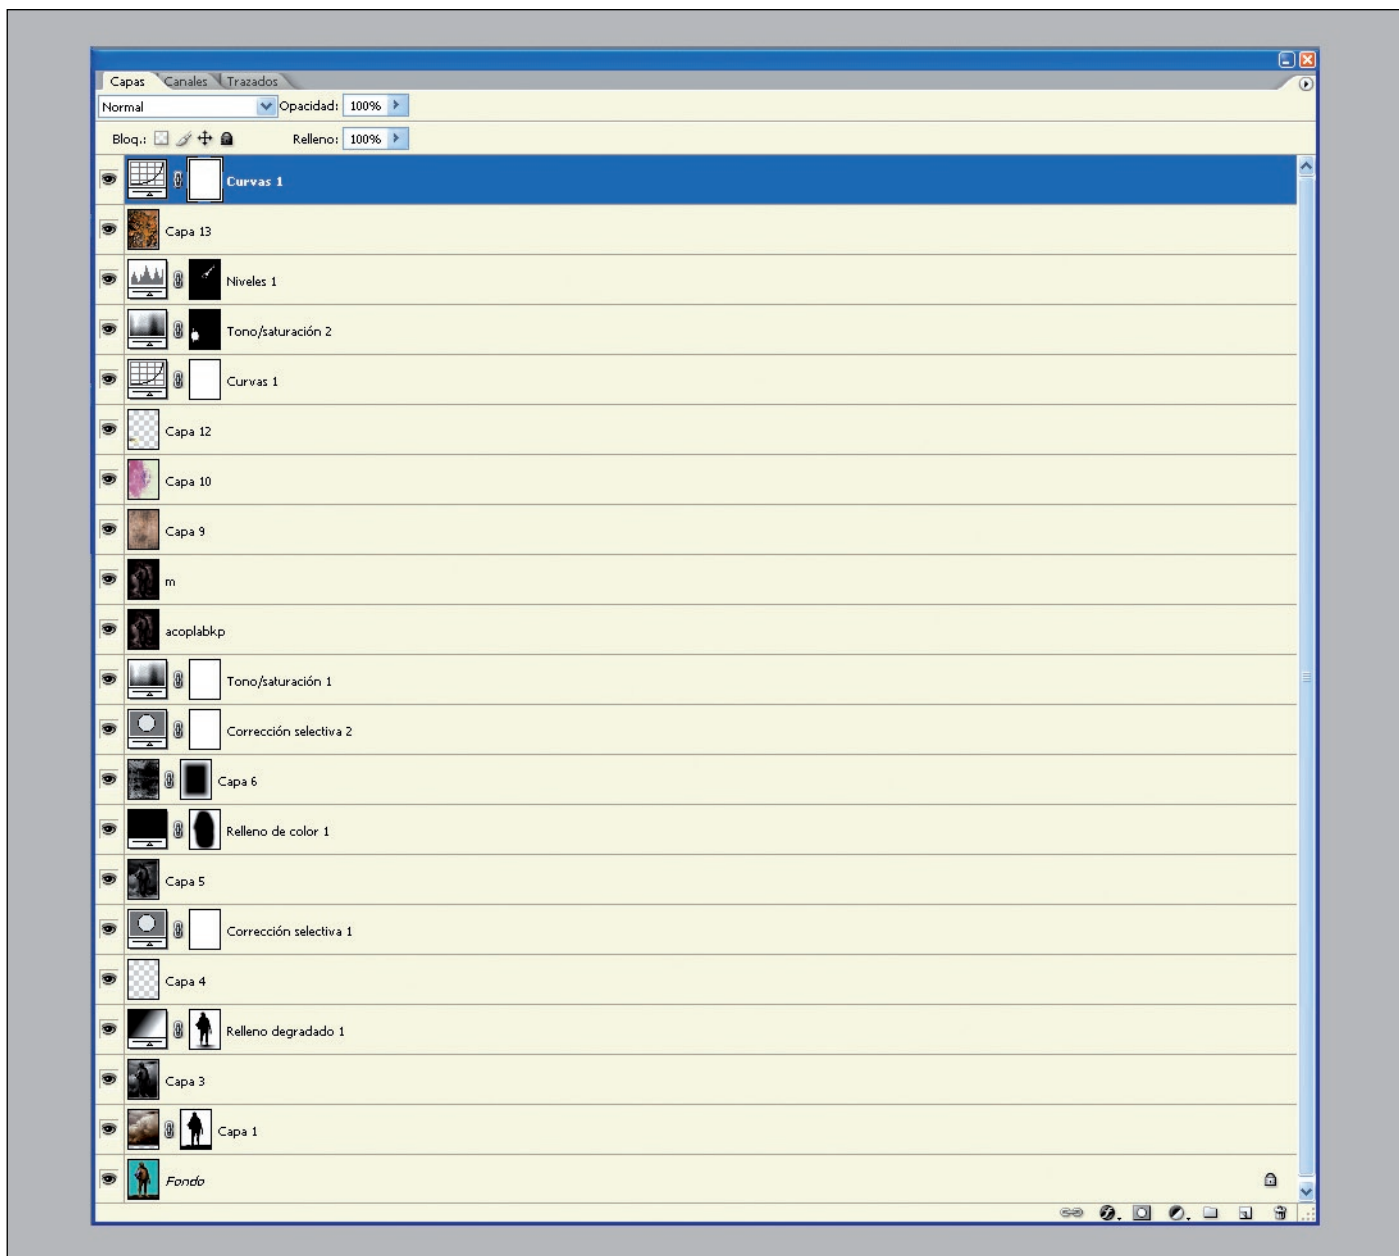 Capas Canales Trazados
Normal Opacidad: 100%
Bloq.: Relleno: 100%
Curvas 1
Capa 13
Niveles 1
Tono/saturación 2
Curvas 1
Capa 12
Capa 10
Capa 9
m
acoplabkp
Tono/saturación 1
Corrección selectiva 2
Capa 6
Relleno de color 1
Capa 5
Corrección selectiva 1
Capa 4
Relleno degradado 1
Capa 3
Capa 1
Fondo